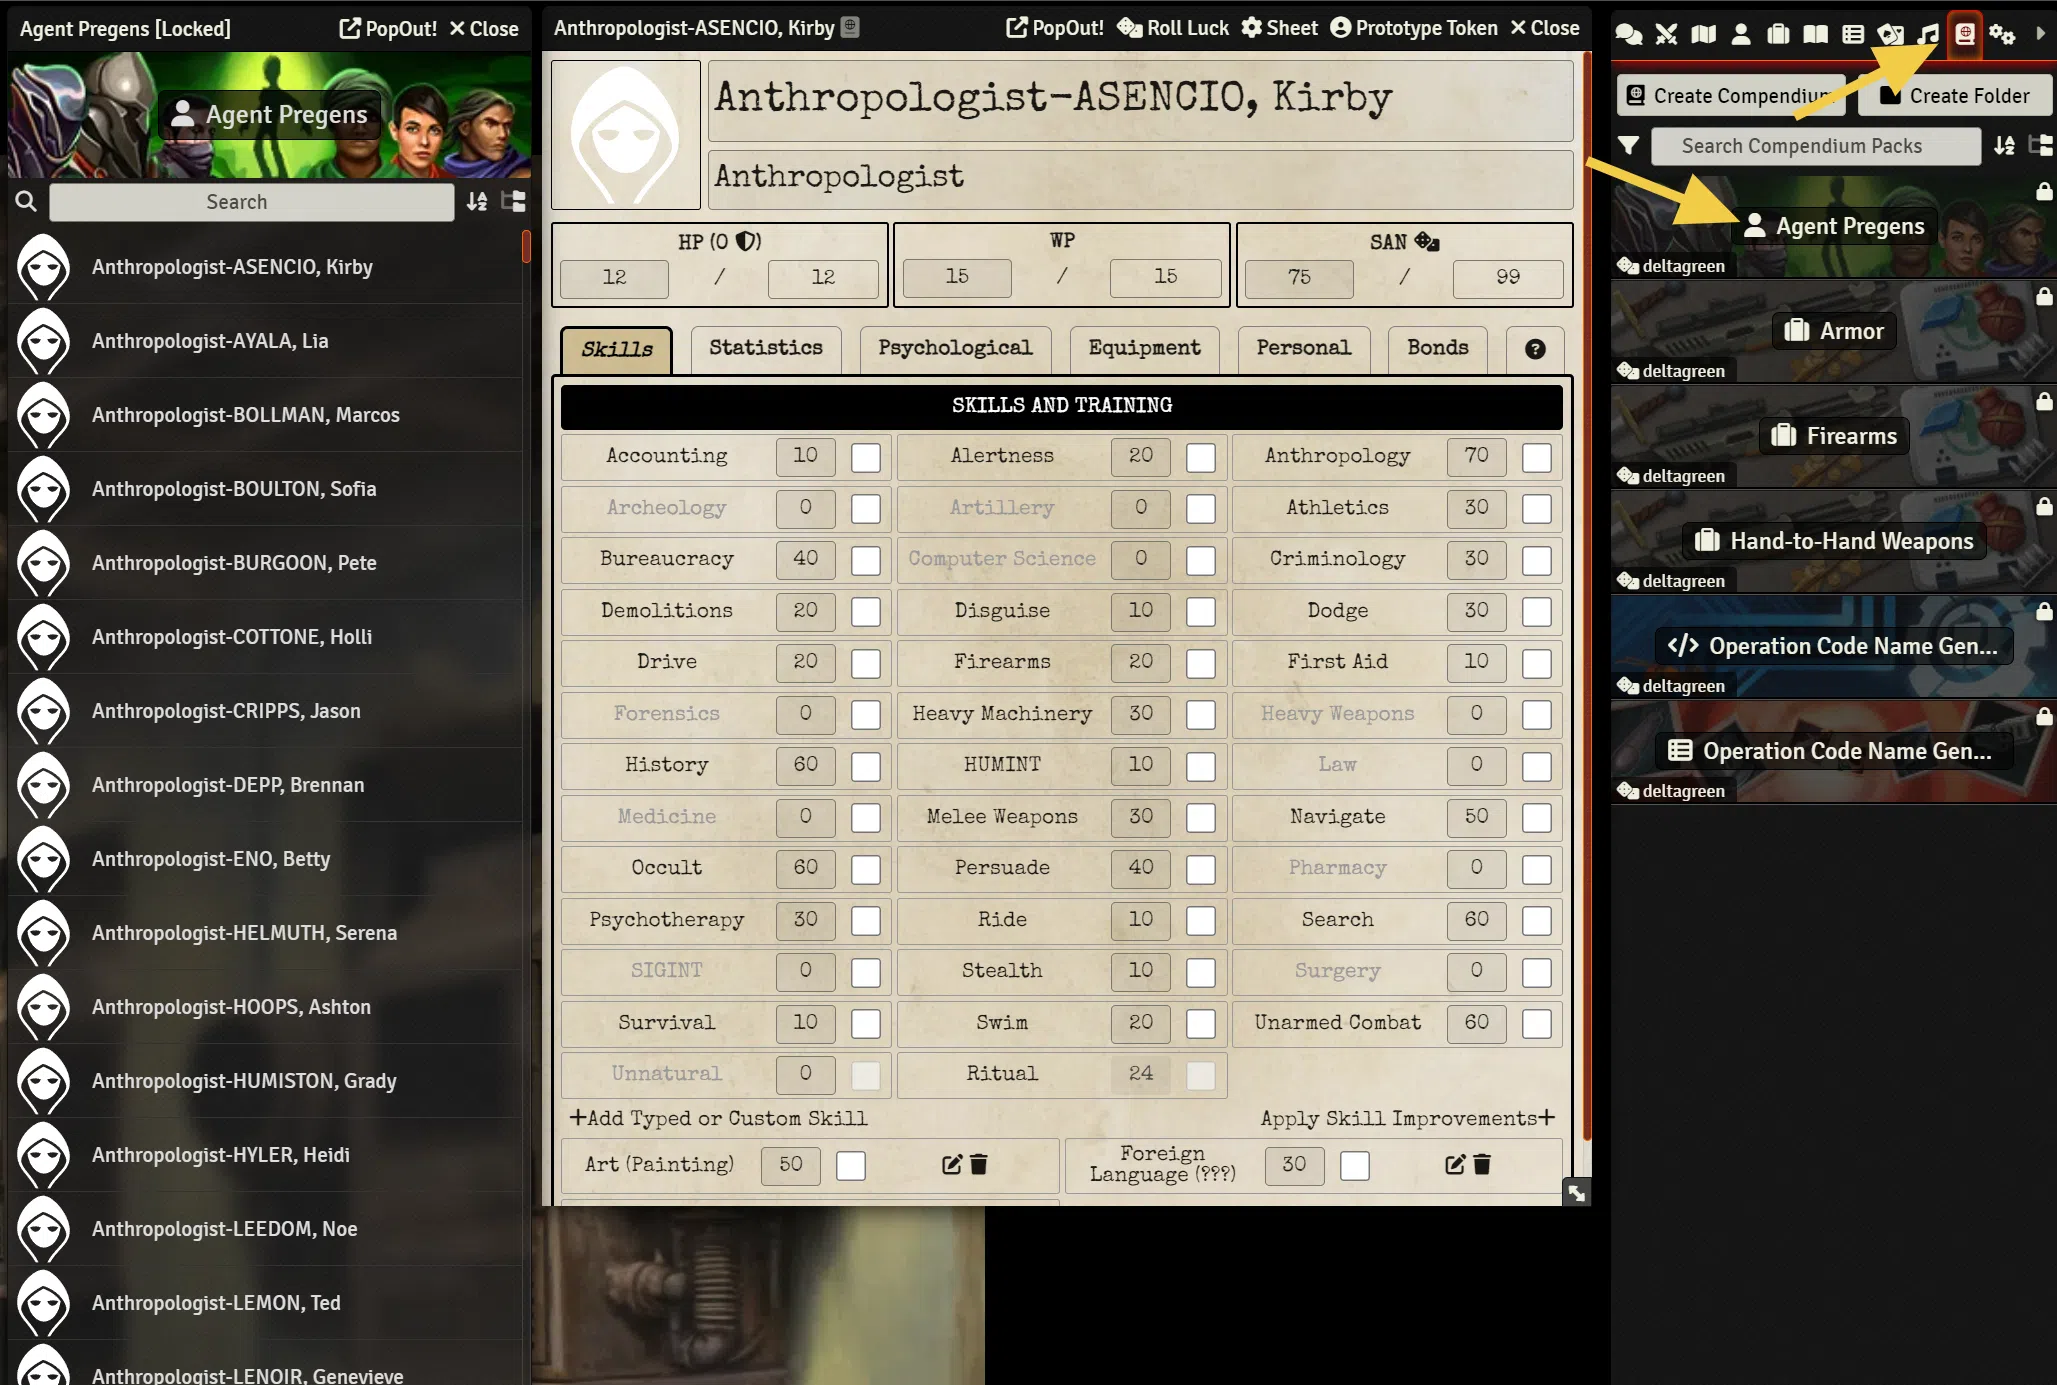 Agent Pregens [Locked] PopOut! Close
Agent Pregens
Search
Anthropologist-ASENCIO, Kirby
Anthropologist-AYALA, Lia
Anthropologist-BOLLMAN, Marcos
Anthropologist-BOULTON, Sofia
Anthropologist-BURGOON, Pete
Anthropologist-COTTONE, Holli
Anthropologist-CRIPPS, Jason
Anthropologist-DEPP, Brennan
Anthropologist-ENO, Betty
Anthropologist-HELMUTH, Serena
Anthropologist-HOOPS, Ashton
Anthropologist-HUMISTON, Grady
Anthropologist-HYLER, Heidi
Anthropologist-LEEDOM, Noe
Anthropologist-LEMON, Ted
Anthropologist-LENOIR, Genevieve
Anthropologist-ASENCIO, Kirby PopOut! Roll Luck Sheet Prototype Token Close
Anthropologist-ASENCIO, Kirby
Anthropologist
HP (0 ) WP SAN
12 / 12 15 / 15 75 / 99
Skills Statistics Psychological Equipment Personal Bonds ?
SKILLS AND TRAINING
Accounting 10 Alertness 20 Anthropology 70
Archeology 0 Artillery 0 Athletics 30
Bureaucracy 40 Computer Science 0 Criminology 30
Demolitions 20 Disguise 10 Dodge 30
Drive 20 Firearms 20 First Aid 10
Forensics 0 Heavy Machinery 30 Heavy Weapons 0
History 60 HUMINT 10 Law 0
Medicine 0 Melee Weapons 30 Navigate 50
Occult 60 Persuade 40 Pharmacy 0
Psychotherapy 30 Ride 10 Search 60
SIGINT 0 Stealth 10 Surgery 0
Survival 10 Swim 20 Unarmed Combat 60
Unnatural 0 Ritual 24
+Add Typed or Custom Skill Apply Skill Improvements+
Art (Painting) 50 Foreign Language (???) 30
Create Compendium Create Folder
Search Compendium Packs
Agent Pregens
deltagreen
Armor
deltagreen
Firearms
deltagreen
Hand-to-Hand Weapons
deltagreen
</> Operation Code Name Gen...
deltagreen
Operation Code Name Gen...
deltagreen